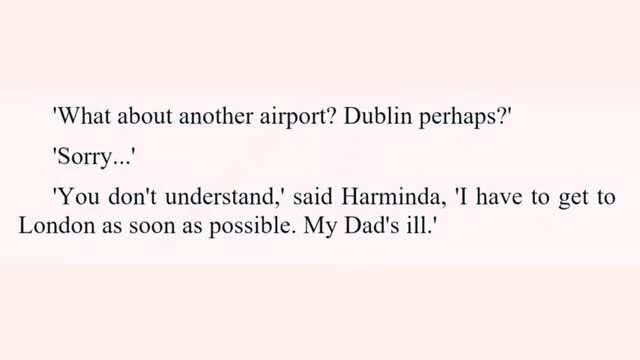 'What about another airport? Dublin perhaps?'
'Sorry...'
'You don't understand,' said Harminda, 'I have to get to
London as soon as possible. My Dad's ill.'